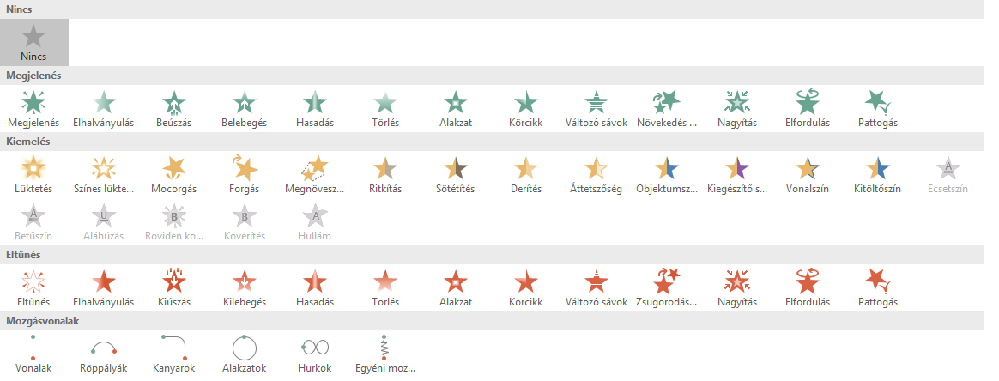 Nincs
Nincs
Megjelenés
Megjelenés Elhalványulás Beúszás Belebegés Hasadás Törlés Alakzat Körcikk Változó sávok Növekedés ... Nagyítás Elfordulás Pattogás
Kiemelés
Lüktetés Színes lükte... Mocorgás Forgás Megnövesz... Ritkítás Sötétítés Derítés Áttetszőség Objektumsz... Kiegészítő s... Vonalszín Kitöltőszín Ecsetszín
Betűszín Aláhúzás Röviden kö... Kövérítés Hullám
Eltűnés
Eltűnés Elhalványulás Kiúszás Kilebegés Hasadás Törlés Alakzat Körcikk Változó sávok Zsugorodás... Nagyítás Elfordulás Pattogás
Mozgásvonalak
Vonalak Röppályák Kanyarok Alakzatok Hurkok Egyéni moz...